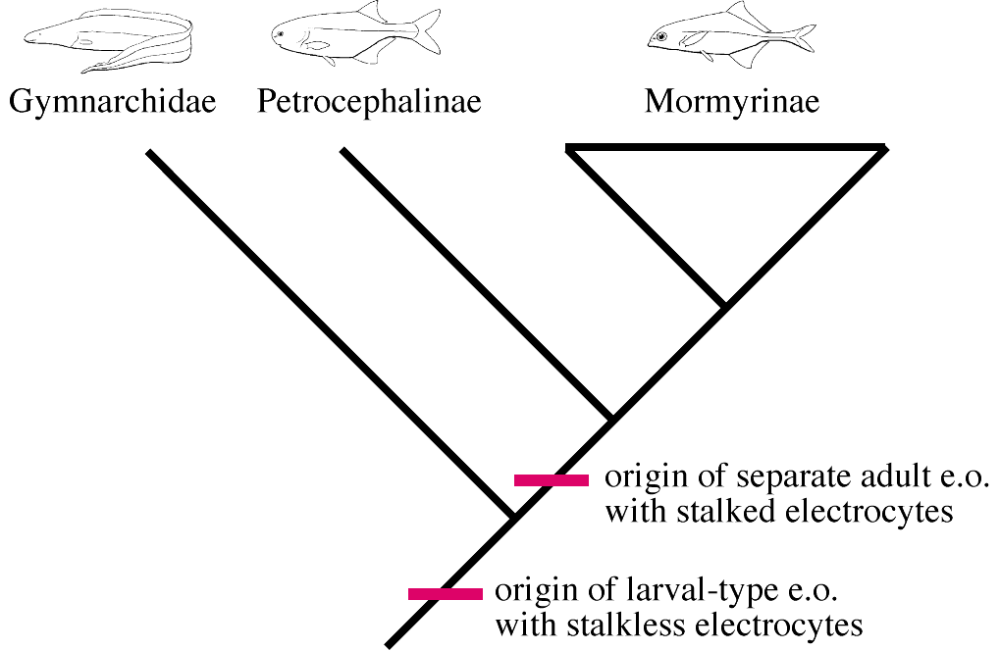 Gymnarchidae Petrocephalinae Mormyrinae
origin of separate adult e.o.
with stalked electrocytes
origin of larval-type e.o.
with stalkless electrocytes